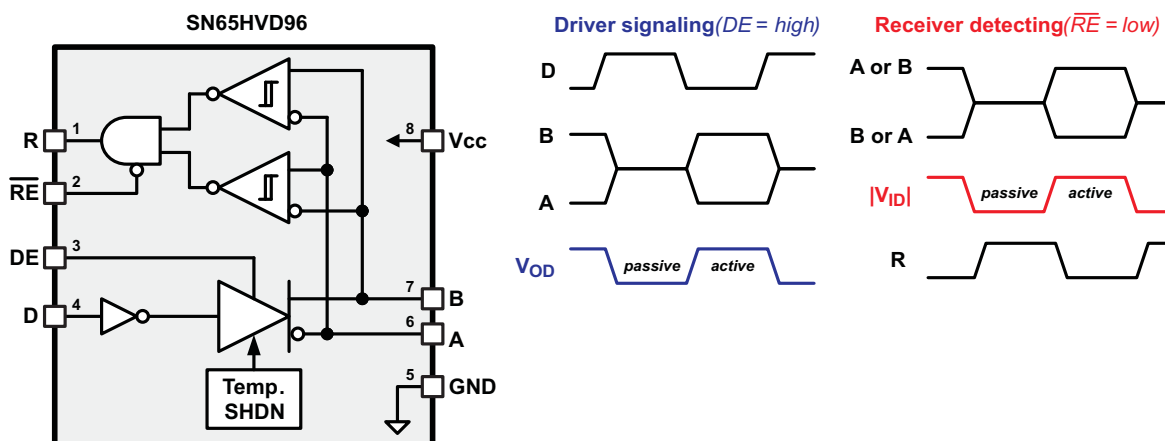 SN65HVD96
R
1
RE
2
DE
3
D
4
8
Vcc
7
B
6
A
5
GND
Temp.
SHDN
Driver signaling(DE = high)
D
B
A
VOD
passive
active
Receiver detecting(RE = low)
A or B
B or A
|VID|
passive
active
R